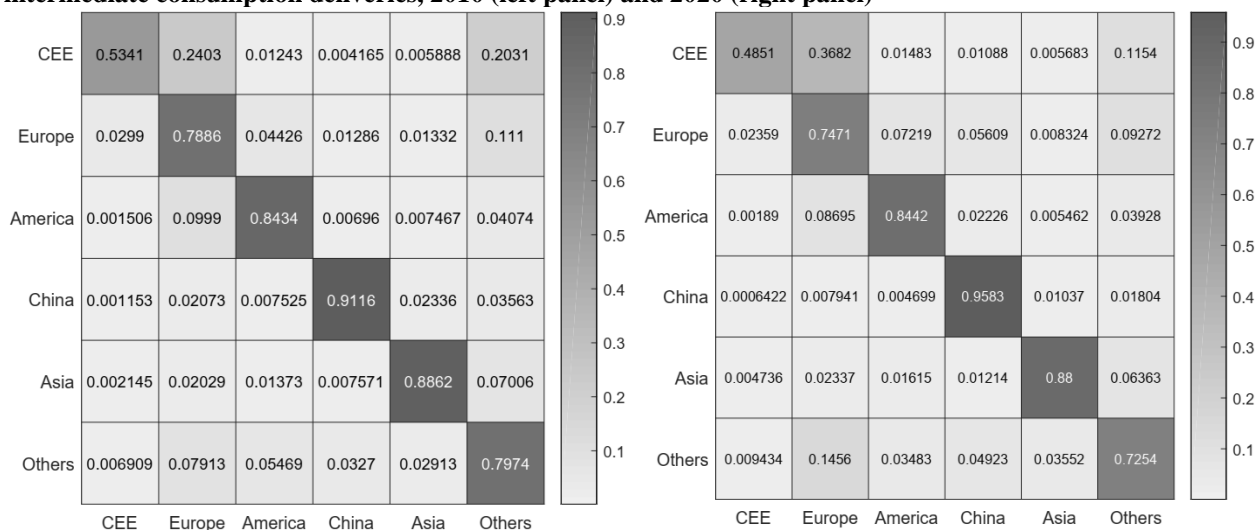 intermediate consumption deliveries, 2010 (left panel) and 2020 (right panel)
CEE 0.5341 0.2403 0.01243 0.004165 0.005888 0.2031
Europe 0.0299 0.7886 0.04426 0.01286 0.01332 0.111
America 0.001506 0.0999 0.8434 0.00696 0.007467 0.04074
China 0.001153 0.02073 0.007525 0.9116 0.02336 0.03563
Asia 0.002145 0.02029 0.01373 0.007571 0.8862 0.07006
Others 0.006909 0.07913 0.05469 0.0327 0.02913 0.7974
CEE Europe America China Asia Others
0.9
0.8
0.7
0.6
0.5
0.4
0.3
0.2
0.1
CEE 0.4851 0.3682 0.01483 0.01088 0.005683 0.1154
Europe 0.02359 0.7471 0.07219 0.05609 0.008324 0.09272
America 0.00189 0.08695 0.8442 0.02226 0.005462 0.03928
China 0.0006422 0.007941 0.004699 0.9583 0.01037 0.01804
Asia 0.004736 0.02337 0.01615 0.01214 0.88 0.06363
Others 0.009434 0.1456 0.03483 0.04923 0.03552 0.7254
CEE Europe America China Asia Others
0.9
0.8
0.7
0.6
0.5
0.4
0.3
0.2
0.1